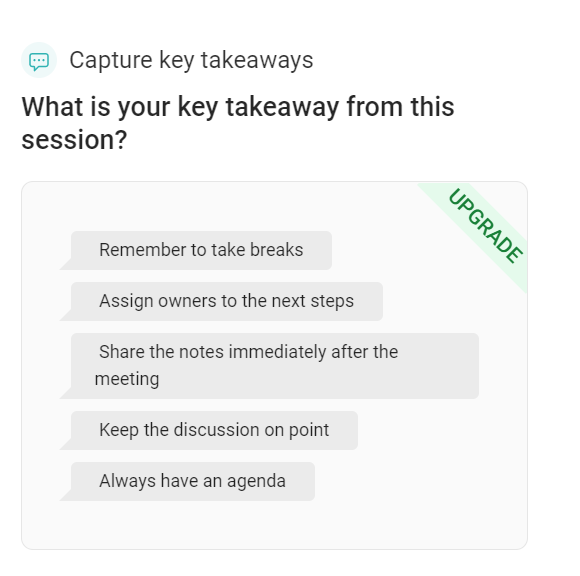 Capture key takeaways
What is your key takeaway from this
session?
UPGRADE
Remember to take breaks
Assign owners to the next steps
Share the notes immediately after the
meeting
Keep the discussion on point
Always have an agenda